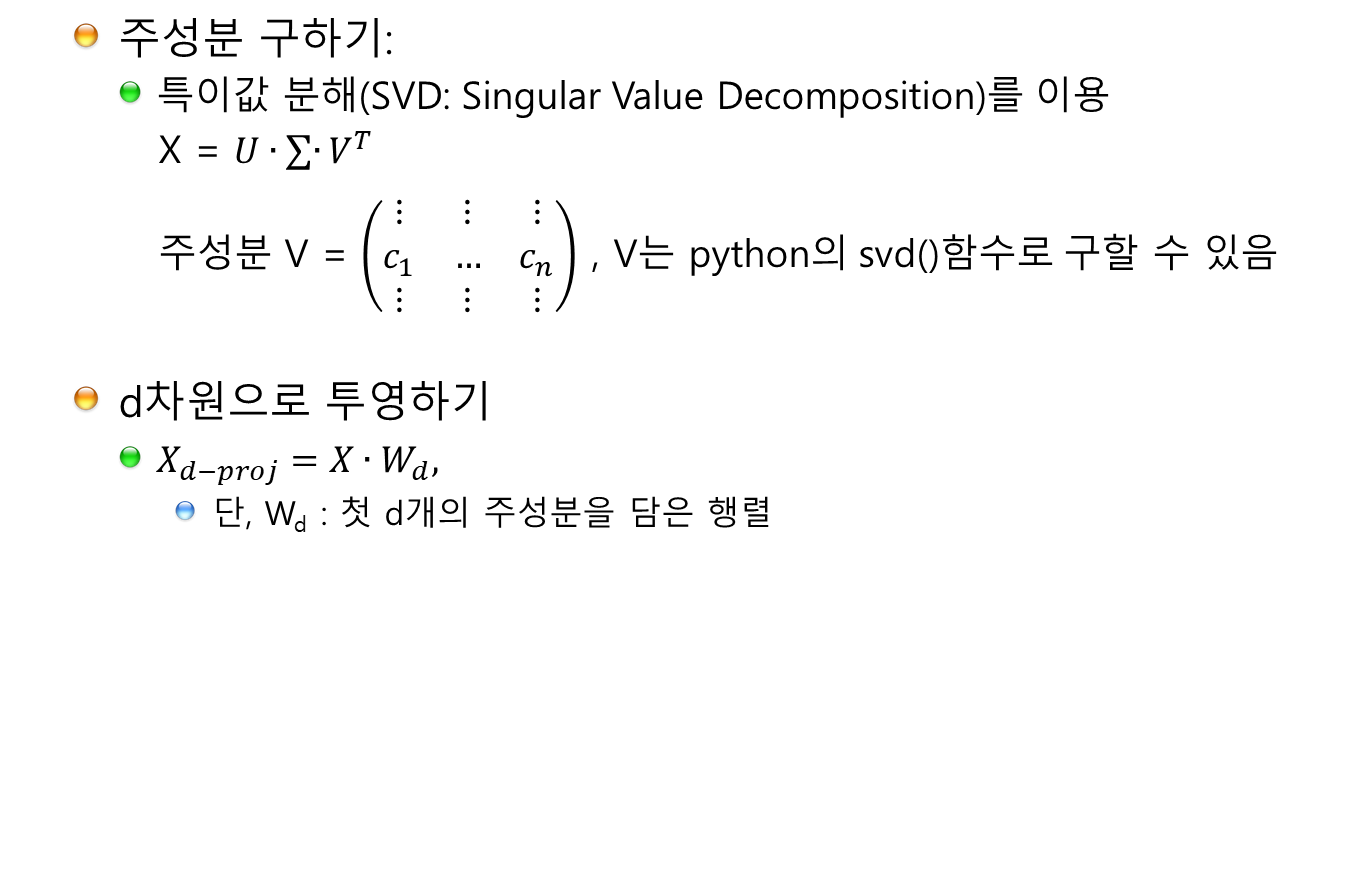 주성분 구하기:
특이값 분해(SVD: Singular Value Decomposition)를 이용
X = U · ∑· V^T
주성분 V = ( ⋮ ⋮ ⋮ c_1 … c_n ⋮ ⋮ ⋮ ) , V는 python의 svd()함수로 구할 수 있음
d차원으로 투영하기
X_{d−proj} = X · W_d,
단, W_d : 첫 d개의 주성분을 담은 행렬